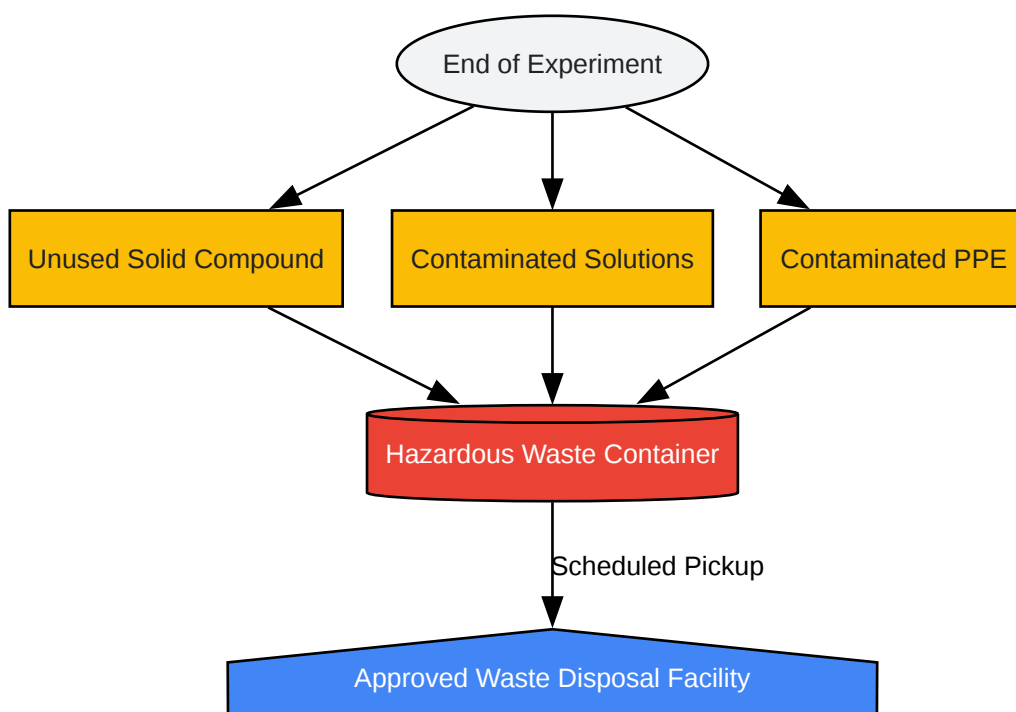 End of Experiment
Unused Solid Compound
Contaminated Solutions
Contaminated PPE
Hazardous Waste Container
Scheduled Pickup
Approved Waste Disposal Facility